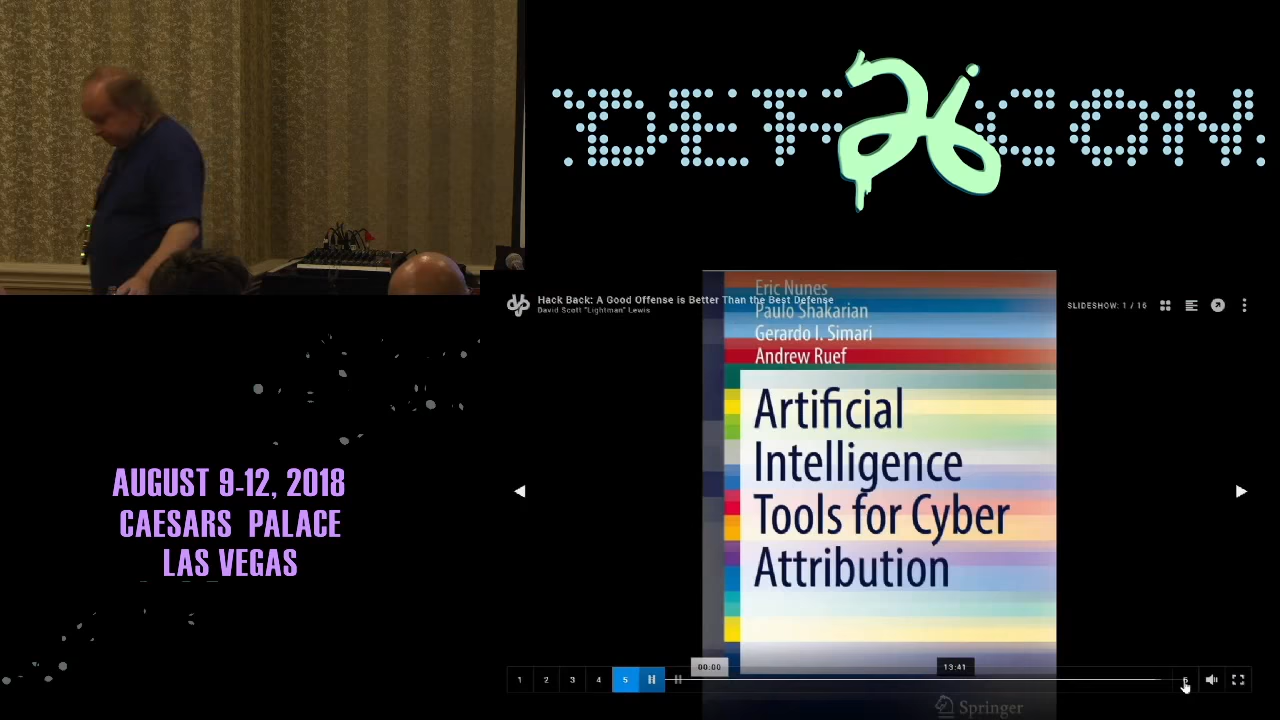 DEFCON
26
AUGUST 9-12, 2018
CAESARS PALACE
LAS VEGAS
Hack Back: A Good Offense is Better Than the Best Defense
David Scott "Lightman" Lewis
SLIDESHOW: 1 / 16
Eric Nunes
Paulo Shakarian
Gerardo I. Simari
Andrew Ruef
Artificial
Intelligence
Tools for Cyber
Attribution
00:00
13:41
1 2 3 4 5
Springer